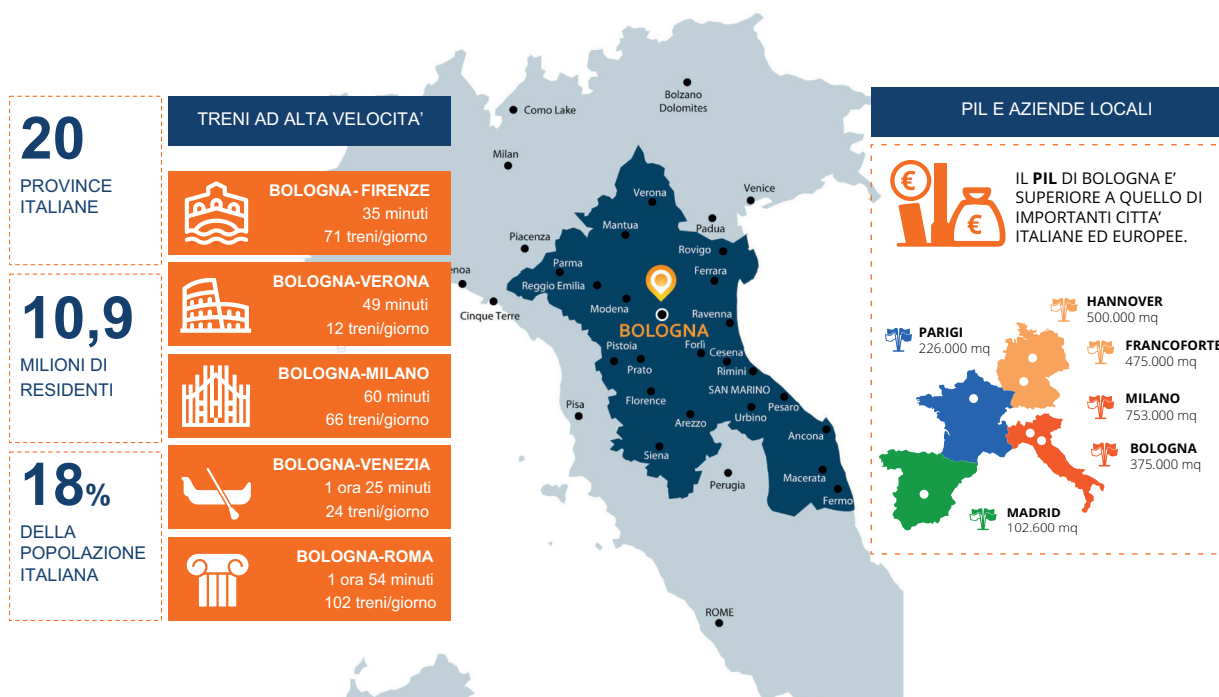 20
PROVINCE
ITALIANE
10,9
MILIONI DI
RESIDENTI
18%
DELLA
POPOLAZIONE
ITALIANA
TRENI AD ALTA VELOCITA’
BOLOGNA- FIRENZE
35 minuti
71 treni/giorno
BOLOGNA-VERONA
49 minuti
12 treni/giorno
BOLOGNA-MILANO
60 minuti
66 treni/giorno
BOLOGNA-VENEZIA
1 ora 25 minuti
24 treni/giorno
BOLOGNA-ROMA
1 ora 54 minuti
102 treni/giorno
Como Lake
Bolzano
Dolomites
Milan
Verona
Venice
Padua
Mantua
Piacenza
Rovigo
Parma
enoa
Ferrara
Reggio Emilia
Modena
Cinque Terre
Ravenna
BOLOGNA
Pistoia
Forlì
Cesena
Prato
Rimini
SAN MARINO
Florence
Pisa
Pesaro
Urbino
Arezzo
Ancona
Siena
Macerata
Perugia
Fermo
ROME
PIL E AZIENDE LOCALI
IL PIL DI BOLOGNA E’
SUPERIORE A QUELLO DI
IMPORTANTI CITTA’
ITALIANE ED EUROPEE.
€
€
HANNOVER
500.000 mq
PARIGI
226.000 mq
FRANCOFORTE
475.000 mq
MILANO
753.000 mq
BOLOGNA
375.000 mq
MADRID
102.600 mq